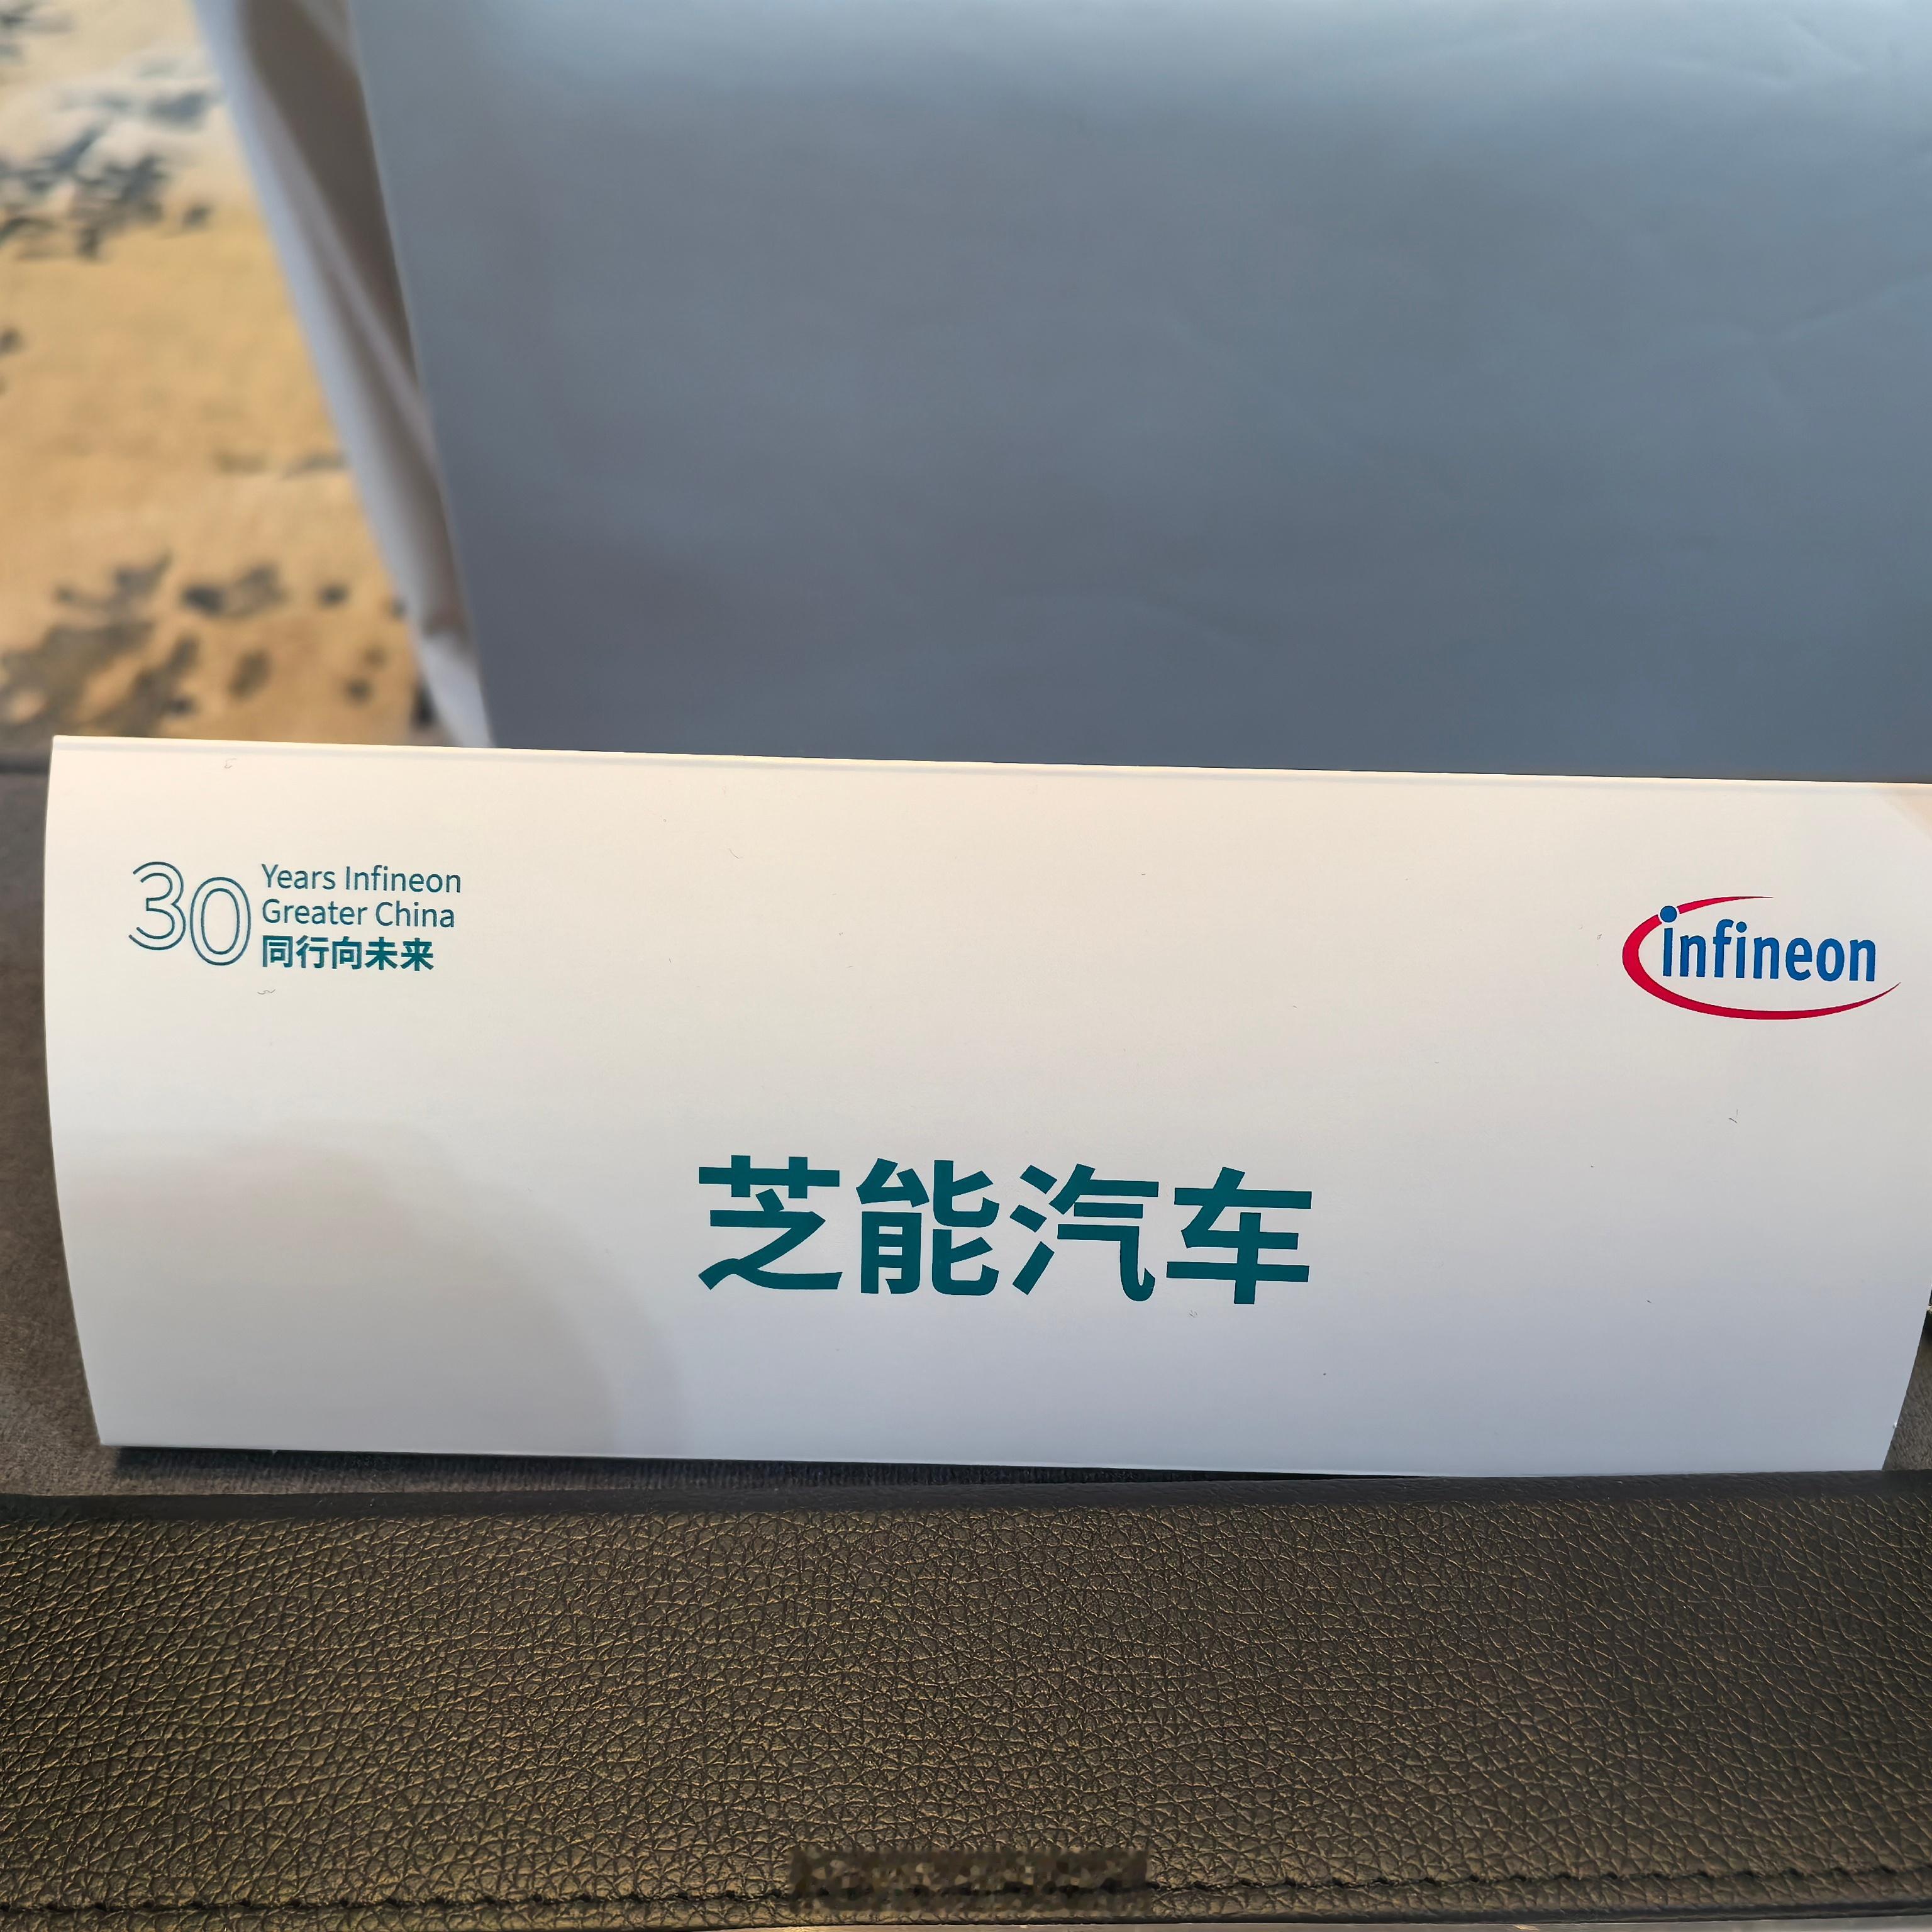 30
Years Infineon
Greater China
同行向未来
infineon
芝能汽车